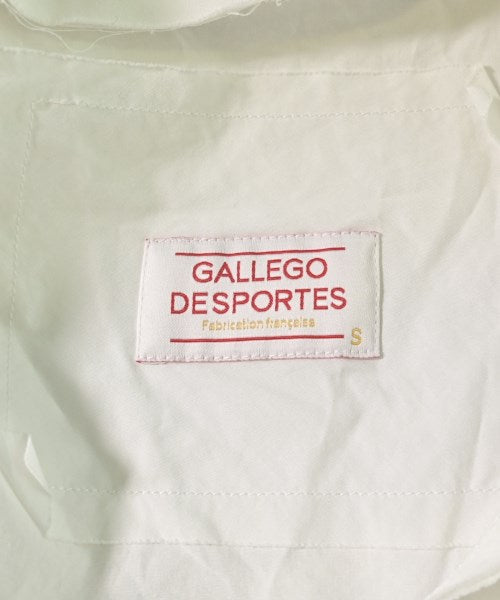 GALLEGO
DESPORTES
Fabrication française
S